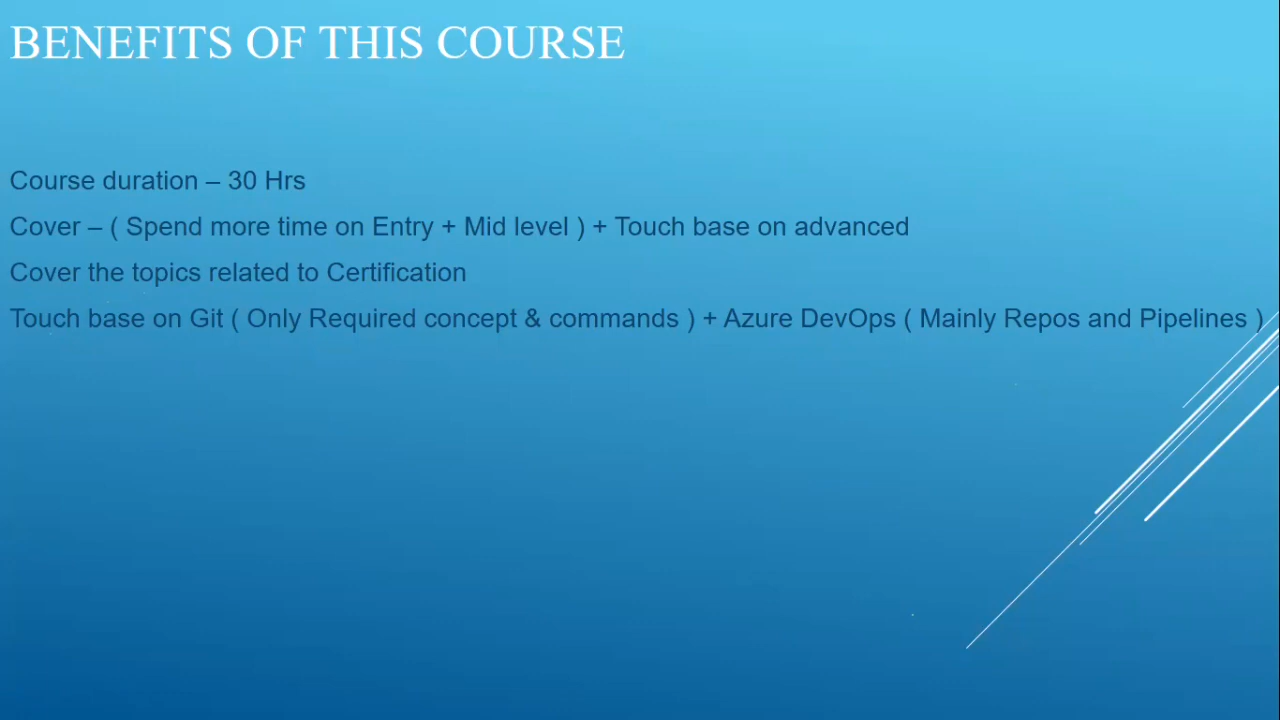 BENEFITS OF THIS COURSE
Course duration – 30 Hrs
Cover – ( Spend more time on Entry + Mid level ) + Touch base on advanced
Cover the topics related to Certification
Touch base on Git ( Only Required concept & commands ) + Azure DevOps ( Mainly Repos and Pipelines )